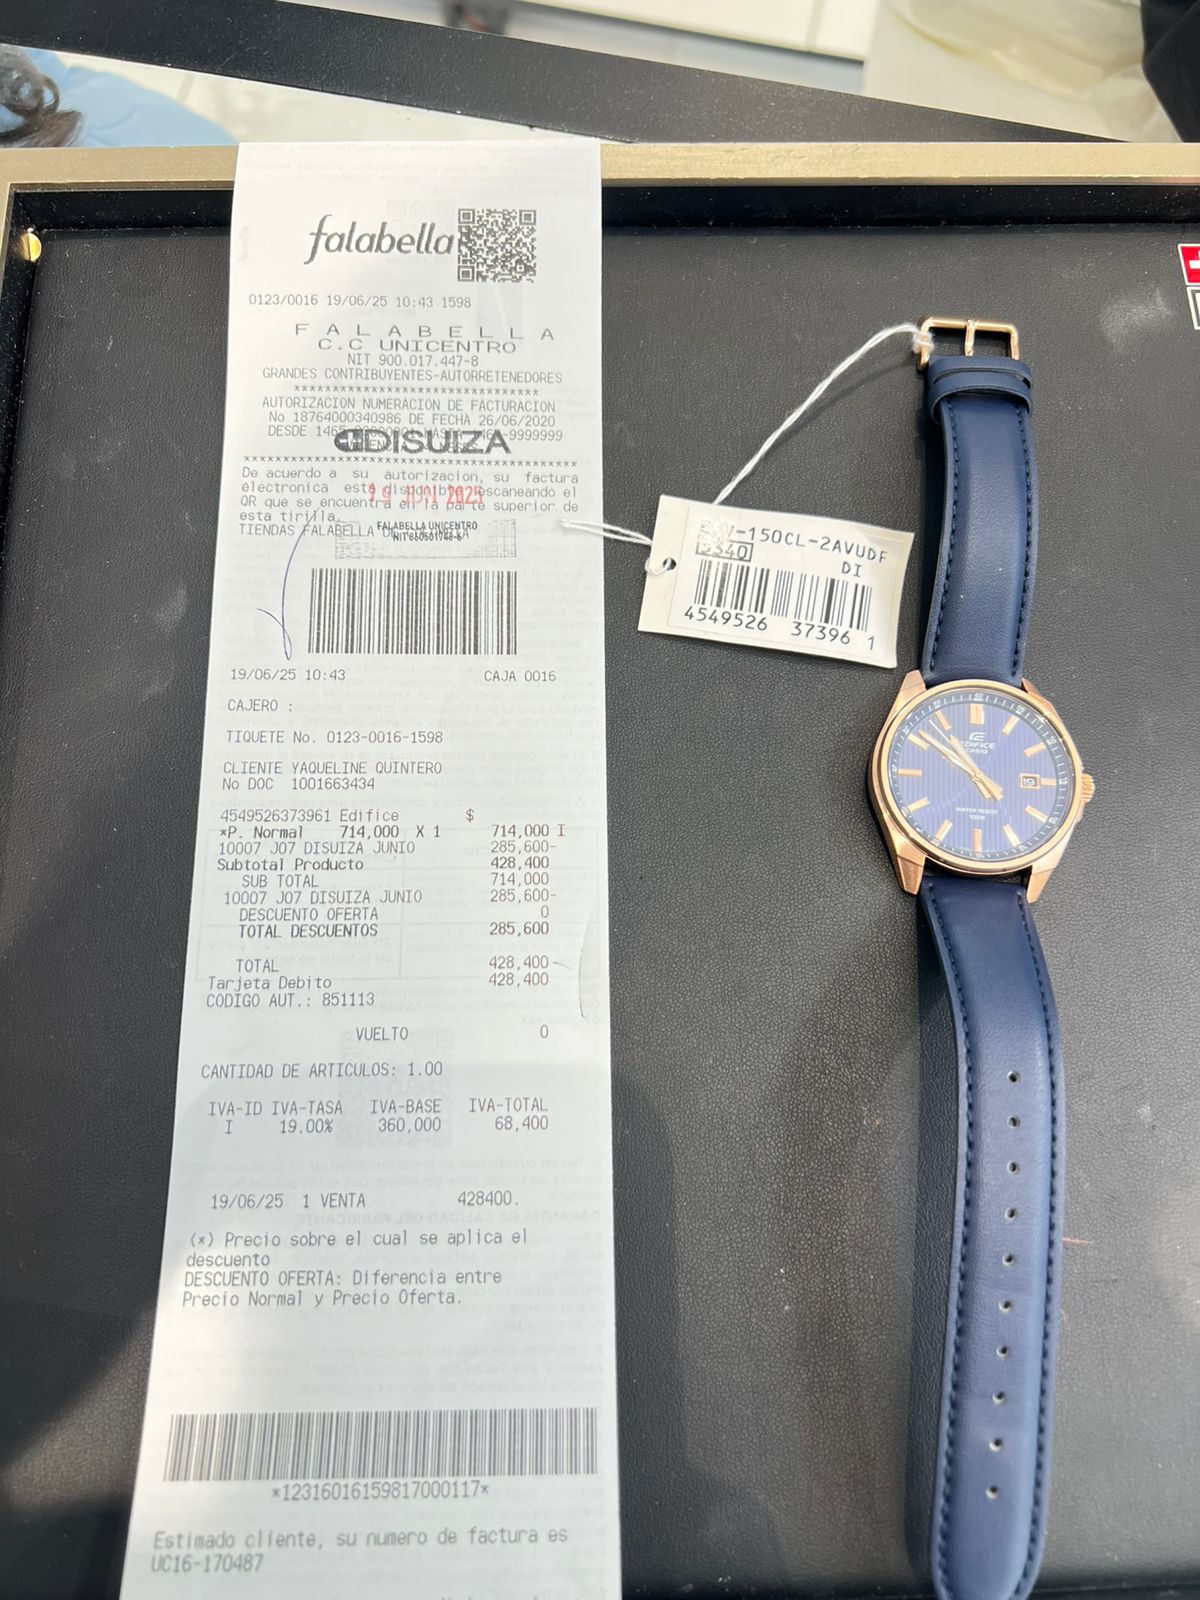 falabella
0123/0016 19/06/25 10:43 1598
FALABELLA
C.C UNICENTRO
NIT 900.017.447-8
GRANDES CONTRIBUYENTES-AUTORRETENEDORES
AUTORIZACION NUMERACION DE FACTURACION
No 18764000340986 DE FECHA 26/06/2020
DESDE HASTA -9999999
DISUIZA
De acuerdo a su autorizacion, su factura
electronica esta disponible escaneando el
QR que se encuentra en la parte superior de
esta tirilla.
TIENDAS FALABELLA
JUN 2025
FALABELLA UNICENTRO
19/06/25 10:43 CAJA 0016
CAJERO :
TIQUETE No. 0123-0016-1598
CLIENTE YAQUELINE QUINTERO
No DOC 1001663434
4549526373961 Edifice $
*P. Normal 714,000 X 1 714,000 I
10007 J07 DISUIZA JUNIO 285,600-
Subtotal Producto 428,400
SUB TOTAL 714,000
10007 J07 DISUIZA JUNIO 285,600-
DESCUENTO OFERTA 0
TOTAL DESCUENTOS 285,600
TOTAL 428,400
Tarjeta Debito 428,400
CODIGO AUT.: 851113
VUELTO 0
CANTIDAD DE ARTICULOS: 1.00
IVA-ID IVA-TASA IVA-BASE IVA-TOTAL
I 19.00% 360,000 68,400
19/06/25 1 VENTA 428400.
(*) Precio sobre el cual se aplica el
descuento
DESCUENTO OFERTA: Diferencia entre
Precio Normal y Precio Oferta.
*12316016159817000117*
Estimado cliente, su numero de factura es
UC16-170487
-150CL-2AVUDF
5340 DI
4549526 37396 1
EDIFICE
CASIO
19
WATER RESIST
100M